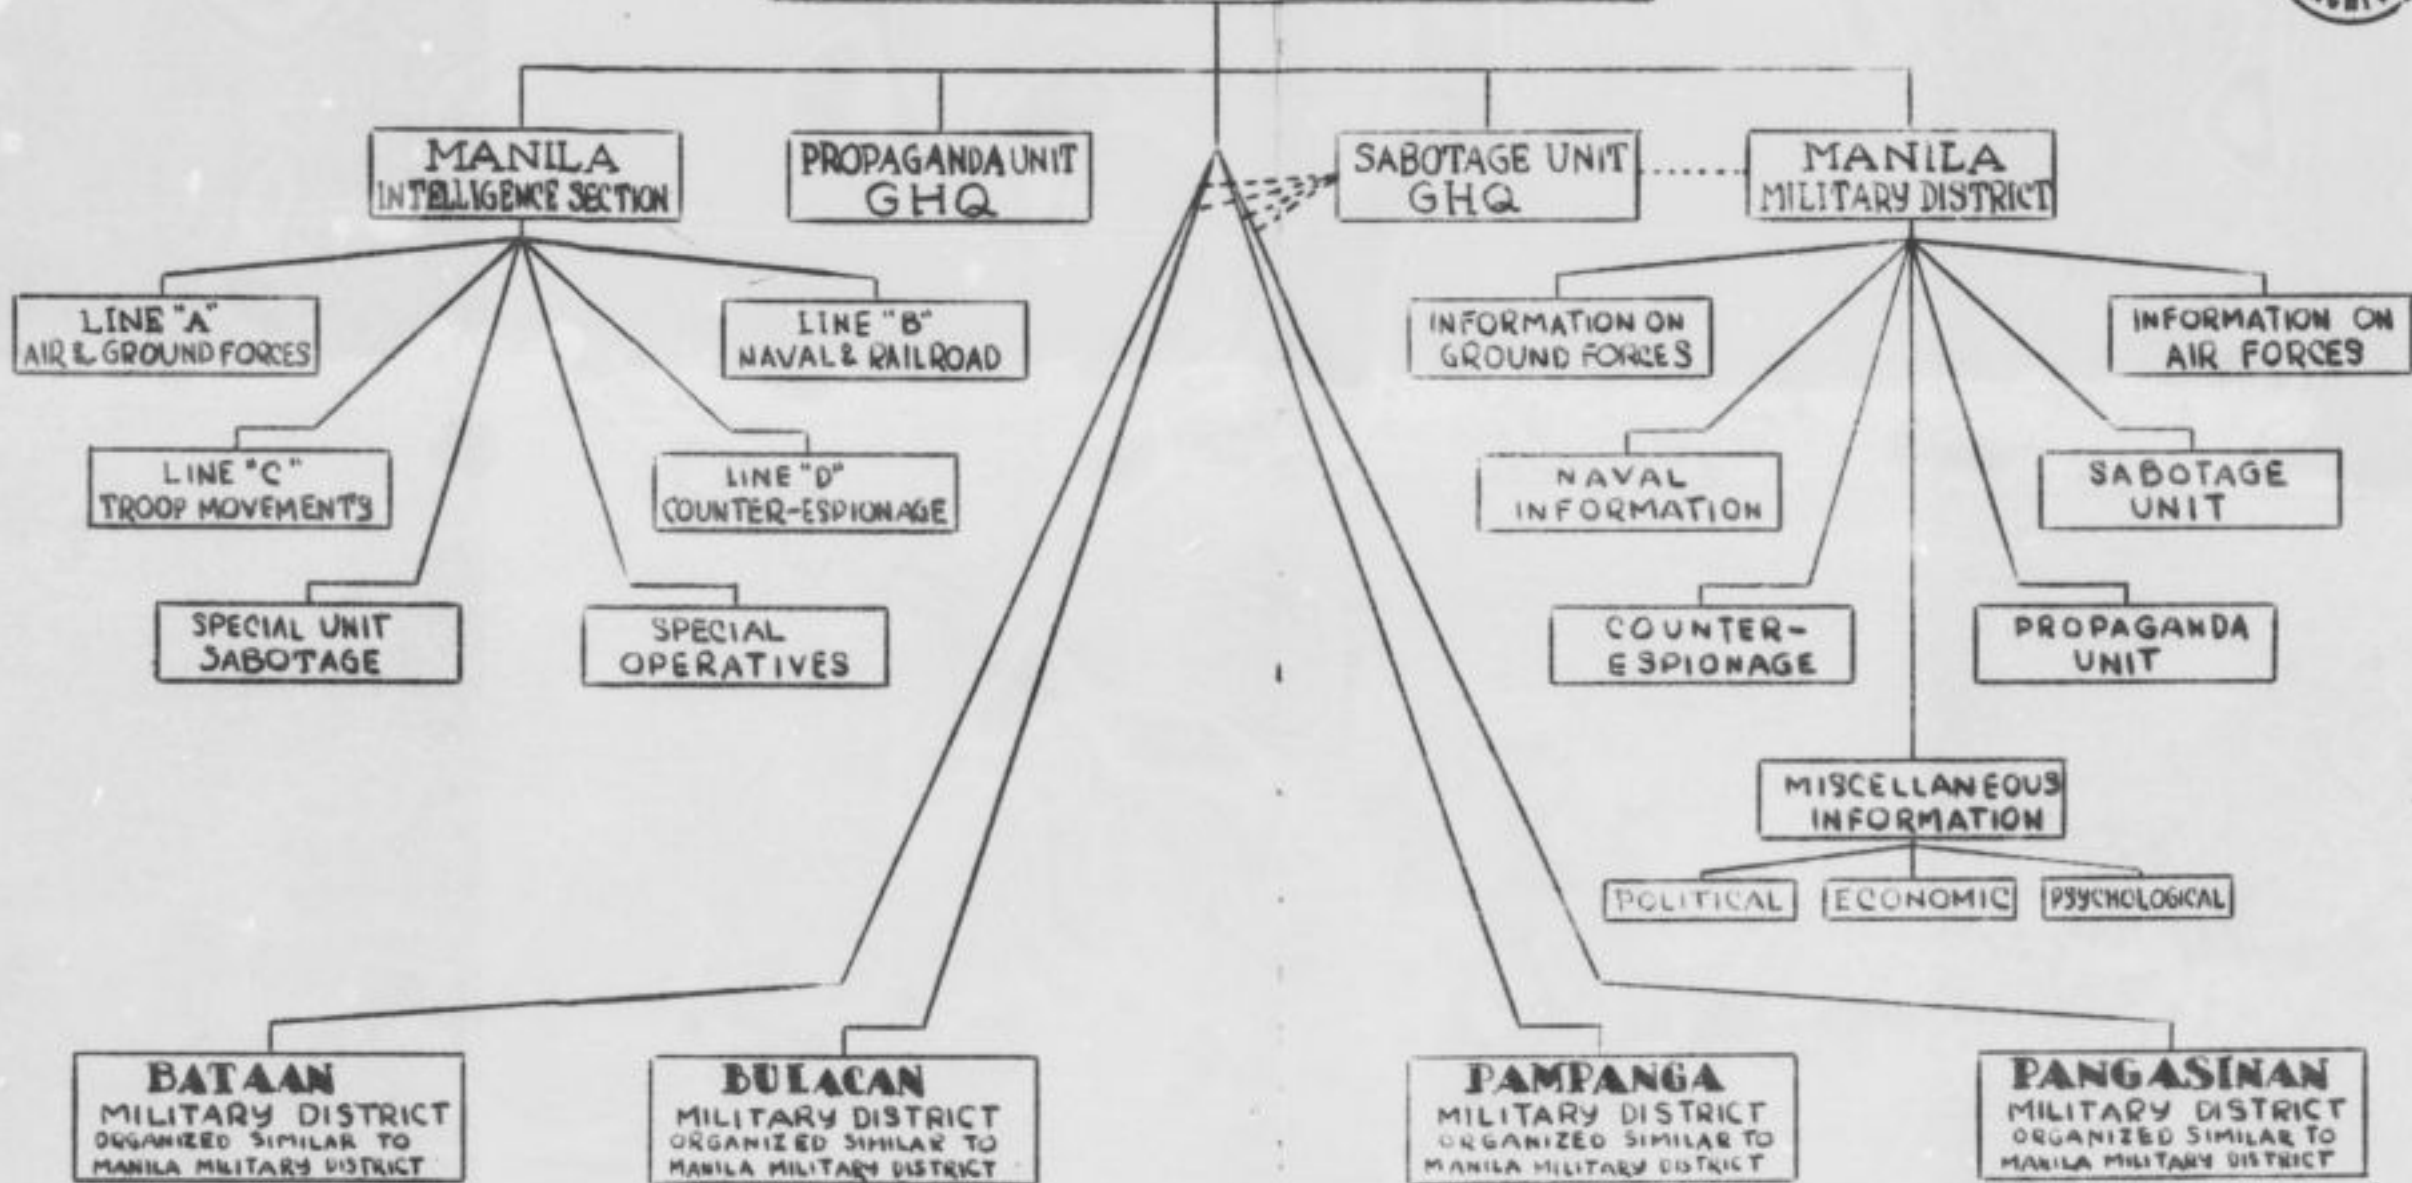 MANILA
INTELLIGENCE SECTION
PROPAGANDA UNIT
GHQ
SABOTAGE UNIT
GHQ
MANILA
MILITARY DISTRICT
LINE "A"
AIR & GROUND FORCES
LINE "B"
NAVAL & RAILROAD
INFORMATION ON
GROUND FORCES
INFORMATION ON
AIR FORCES
LINE "C"
TROOP MOVEMENTS
LINE "D"
COUNTER-ESPIONAGE
NAVAL
INFORMATION
SABOTAGE
UNIT
SPECIAL UNIT
SABOTAGE
SPECIAL
OPERATIVES
COUNTER-
ESPIONAGE
PROPAGANDA
UNIT
MISCELLANEOUS
INFORMATION
POLITICAL
ECONOMIC
PSYCHOLOGICAL
BATAAN
MILITARY DISTRICT
ORGANIZED SIMILAR TO
MANILA MILITARY DISTRICT
BULACAN
MILITARY DISTRICT
ORGANIZED SIMILAR TO
MANILA MILITARY DISTRICT
PAMPANGA
MILITARY DISTRICT
ORGANIZED SIMILAR TO
MANILA MILITARY DISTRICT
PANGASINAN
MILITARY DISTRICT
ORGANIZED SIMILAR TO
MANILA MILITARY DISTRICT